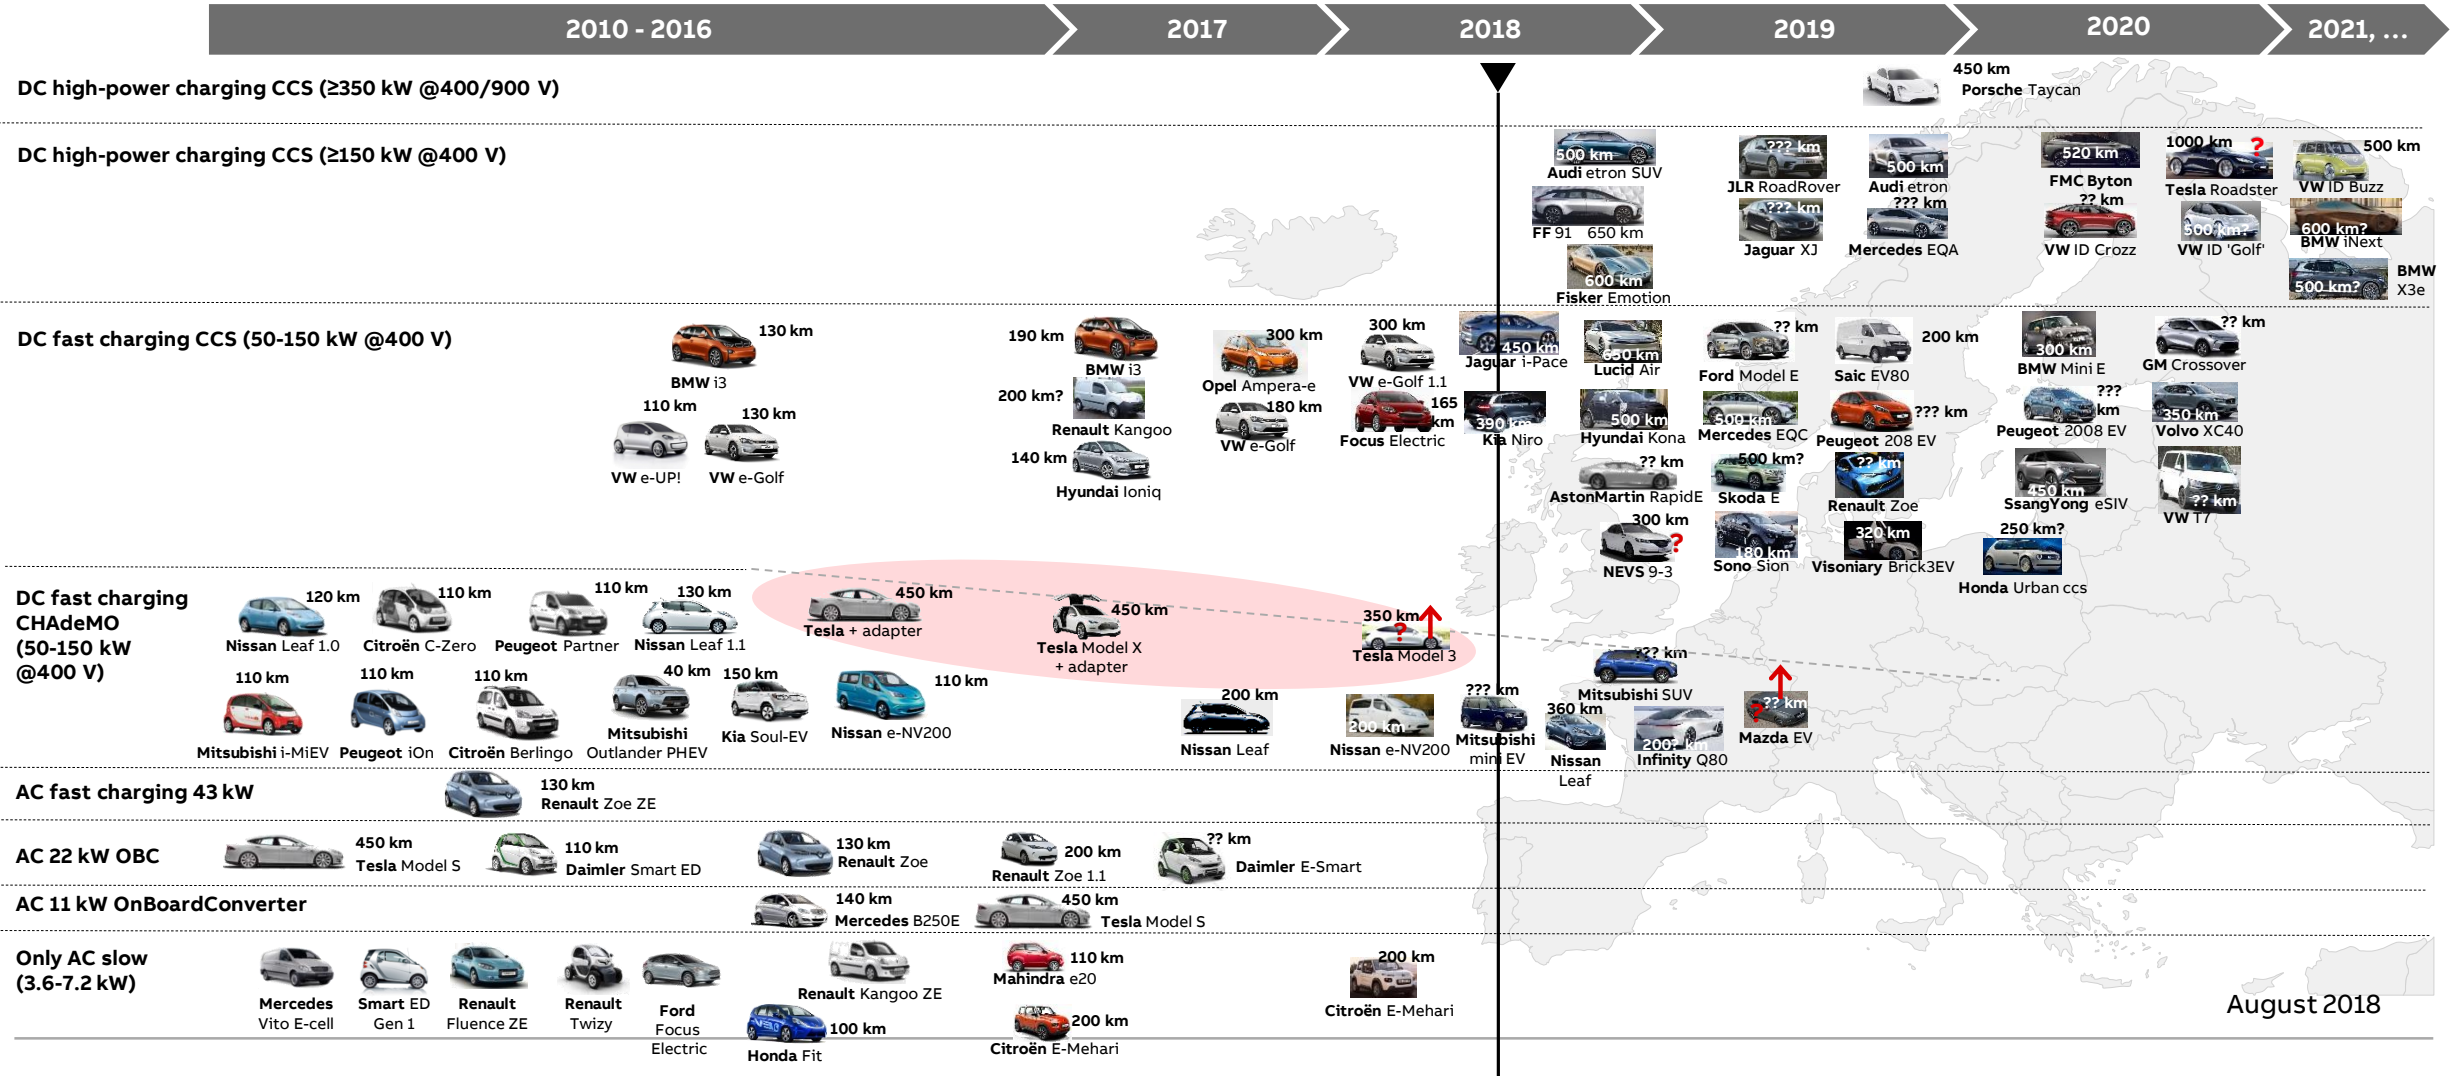 2010 - 2016
2017
2018
2019
2020
2021, ...
DC high-power charging CCS (≥350 kW @400/900 V)
450 km
Porsche Taycan
DC high-power charging CCS (≥150 kW @400 V)
500 km
Audi etron SUV
FF 91 650 km
600 km
Fisker Emotion
??? km
JLR RoadRover
??? km
Jaguar XJ
500 km
Audi etron
??? km
Mercedes EQA
520 km
FMC Byton
?? km
VW ID Crozz
1000 km
?
Tesla Roadster
500 km?
VW ID 'Golf'
500 km
VW ID Buzz
600 km?
BMW iNext
500 km?
BMW
X3e
DC fast charging CCS (50-150 kW @400 V)
130 km
BMW i3
110 km
VW e-UP!
130 km
VW e-Golf
190 km
BMW i3
200 km?
Renault Kangoo
140 km
Hyundai Ioniq
300 km
Opel Ampera-e
180 km
VW e-Golf
300 km
VW e-Golf 1.1
165
km
Focus Electric
450 km
Jaguar i-Pace
390 km
Kia Niro
650 km
Lucid Air
500 km
Hyundai Kona
?? km
AstonMartin RapidE
300 km
?
NEVS 9-3
?? km
Ford Model E
500 km
Mercedes EQC
500 km?
Skoda E
180 km
Sono Sion
200 km
Saic EV80
??? km
Peugeot 208 EV
?? km
Renault Zoe
320 km
Visoniary Brick3EV
300 km
BMW Mini E
???
km
Peugeot 2008 EV
450 km
SsangYong eSIV
250 km?
Honda Urban ccs
?? km
GM Crossover
350 km
Volvo XC40
?? km
VW T7
DC fast charging
CHAdeMO
(50-150 kW
@400 V)
120 km
Nissan Leaf 1.0
110 km
Citroën C-Zero
110 km
Peugeot Partner
130 km
Nissan Leaf 1.1
450 km
Tesla + adapter
450 km
Tesla Model X
+ adapter
350 km
?
Tesla Model 3
110 km
Mitsubishi i-MiEV
110 km
Peugeot iOn
110 km
Citroën Berlingo
40 km
Mitsubishi
Outlander PHEV
150 km
Kia Soul-EV
110 km
Nissan e-NV200
200 km
Nissan Leaf
200 km
Nissan e-NV200
??? km
Mitsubishi
mini EV
??? km
Mitsubishi SUV
360 km
Nissan
Leaf
200? km
Infinity Q80
?? km
?
Mazda EV
AC fast charging 43 kW
130 km
Renault Zoe ZE
AC 22 kW OBC
450 km
Tesla Model S
110 km
Daimler Smart ED
130 km
Renault Zoe
200 km
Renault Zoe 1.1
?? km
Daimler E-Smart
AC 11 kW OnBoardConverter
140 km
Mercedes B250E
450 km
Tesla Model S
Only AC slow
(3.6-7.2 kW)
Mercedes
Vito E-cell
Smart ED
Gen 1
Renault
Fluence ZE
Renault
Twizy
Ford
Focus
Electric
Renault Kangoo ZE
100 km
Honda Fit
110 km
Mahindra e20
200 km
Citroën E-Mehari
200 km
Citroën E-Mehari
August 2018